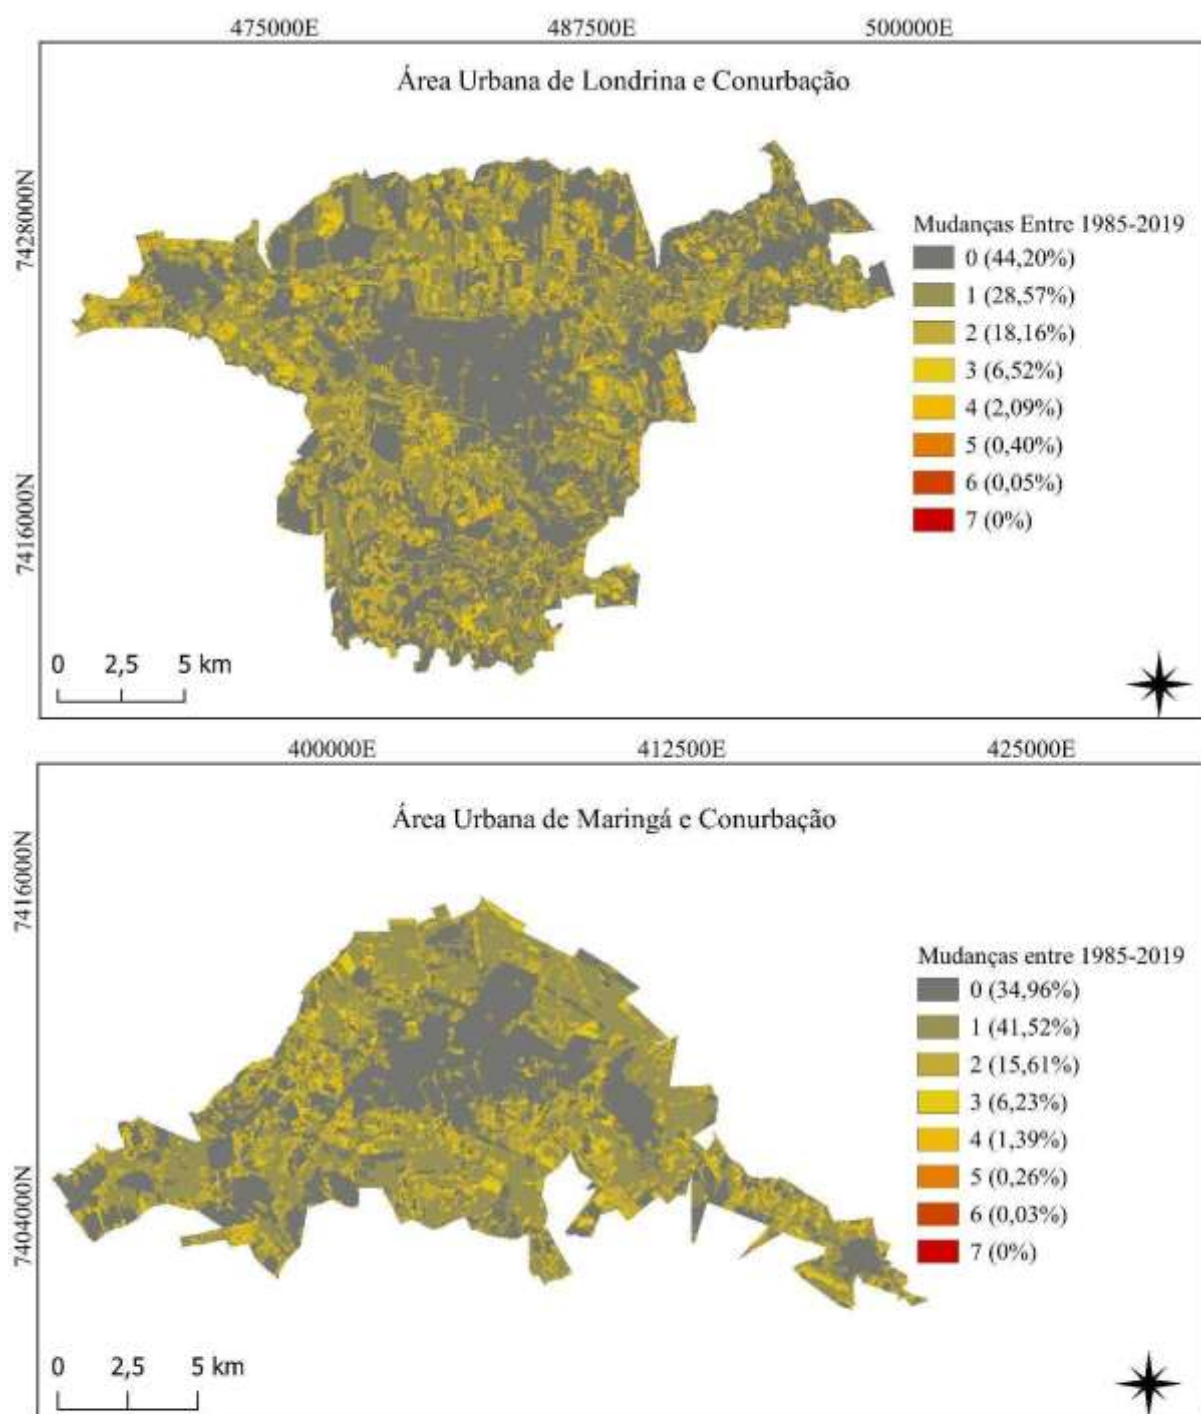 475000E 487500E 500000E
Área Urbana de Londrina e Conurbação
7428000N
Mudanças Entre 1985-2019
0 (44,20%)
1 (28,57%)
2 (18,16%)
3 (6,52%)
4 (2,09%)
5 (0,40%)
6 (0,05%)
7 (0%)
7416000N
0 2,5 5 km
400000E 412500E 425000E
Área Urbana de Maringá e Conurbação
7416000N
Mudanças entre 1985-2019
0 (34,96%)
1 (41,52%)
2 (15,61%)
3 (6,23%)
4 (1,39%)
5 (0,26%)
6 (0,03%)
7 (0%)
7404000N
0 2,5 5 km